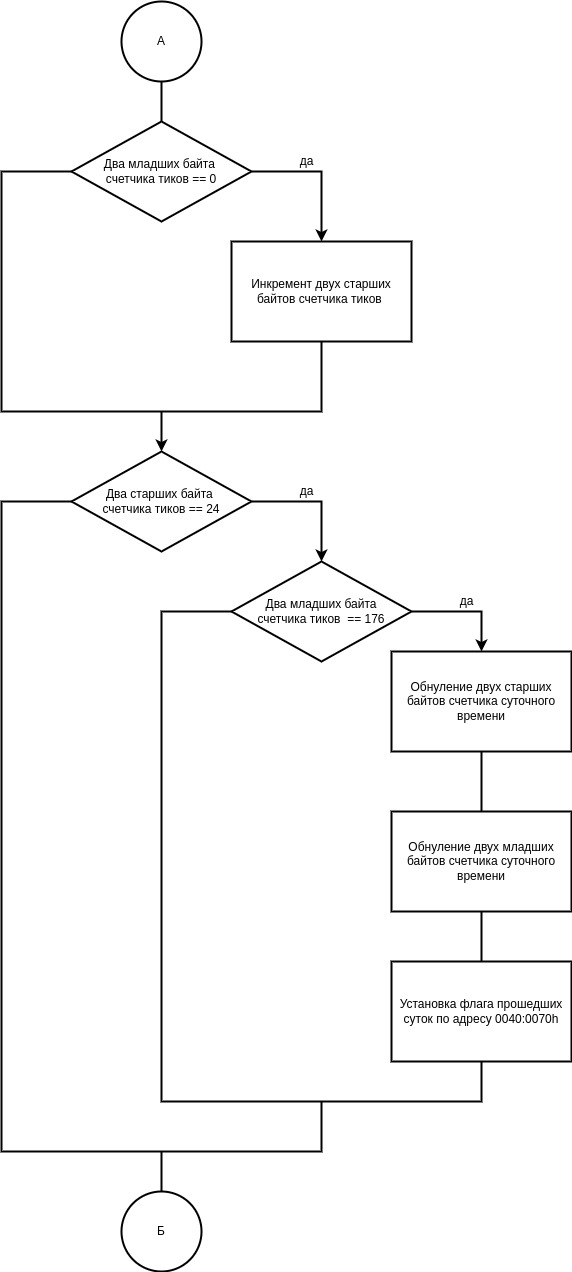 А
Два младших байта
счетчика тиков == 0
да
Инкремент двух старших
байтов счетчика тиков
Два старших байта
счетчика тиков == 24
да
Два младших байта
счетчика тиков == 176
да
Обнуление двух старших
байтов счетчика суточного
времени
Обнуление двух младших
байтов счетчика суточного
времени
Установка флага прошедших
суток по адресу 0040:0070h
Б